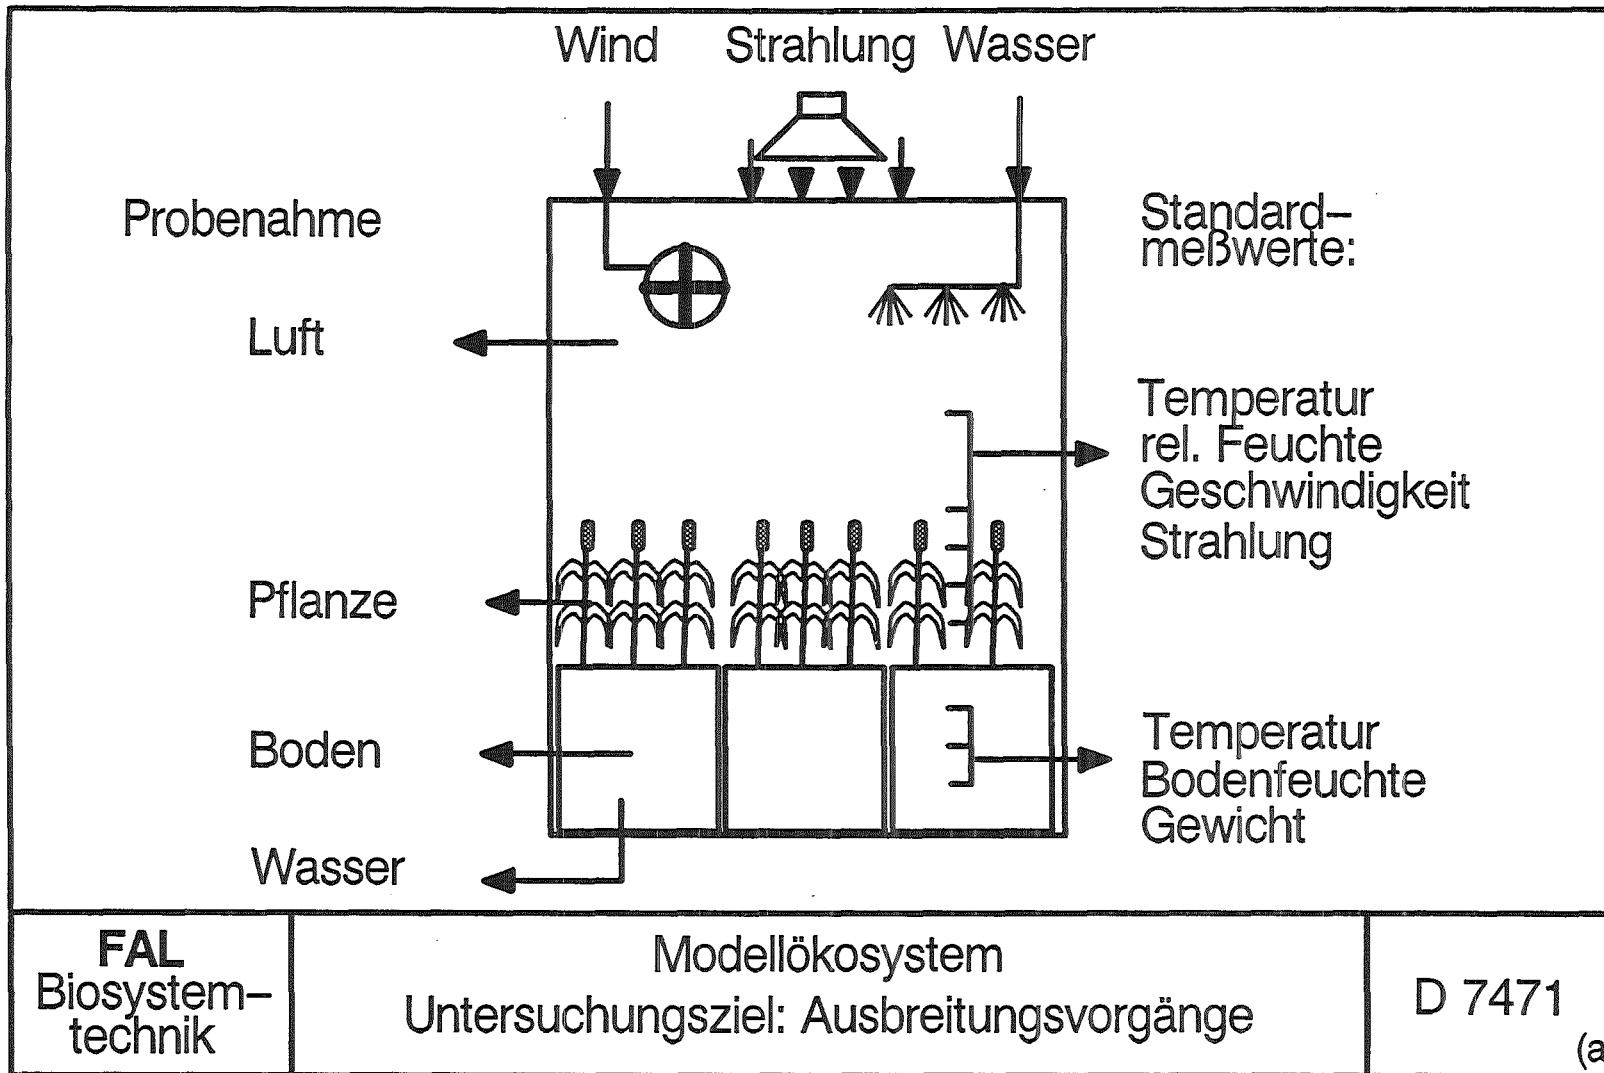 Wind Strahlung Wasser
Probenahme
Standard–
meßwerte:
Luft
Temperatur
rel. Feuchte
Geschwindigkeit
Strahlung
Pflanze
Boden
Temperatur
Bodenfeuchte
Gewicht
Wasser
FAL
Biosystem–
technik
Modellökosystem
Untersuchungsziel: Ausbreitungsvorgänge
D 7471
(a